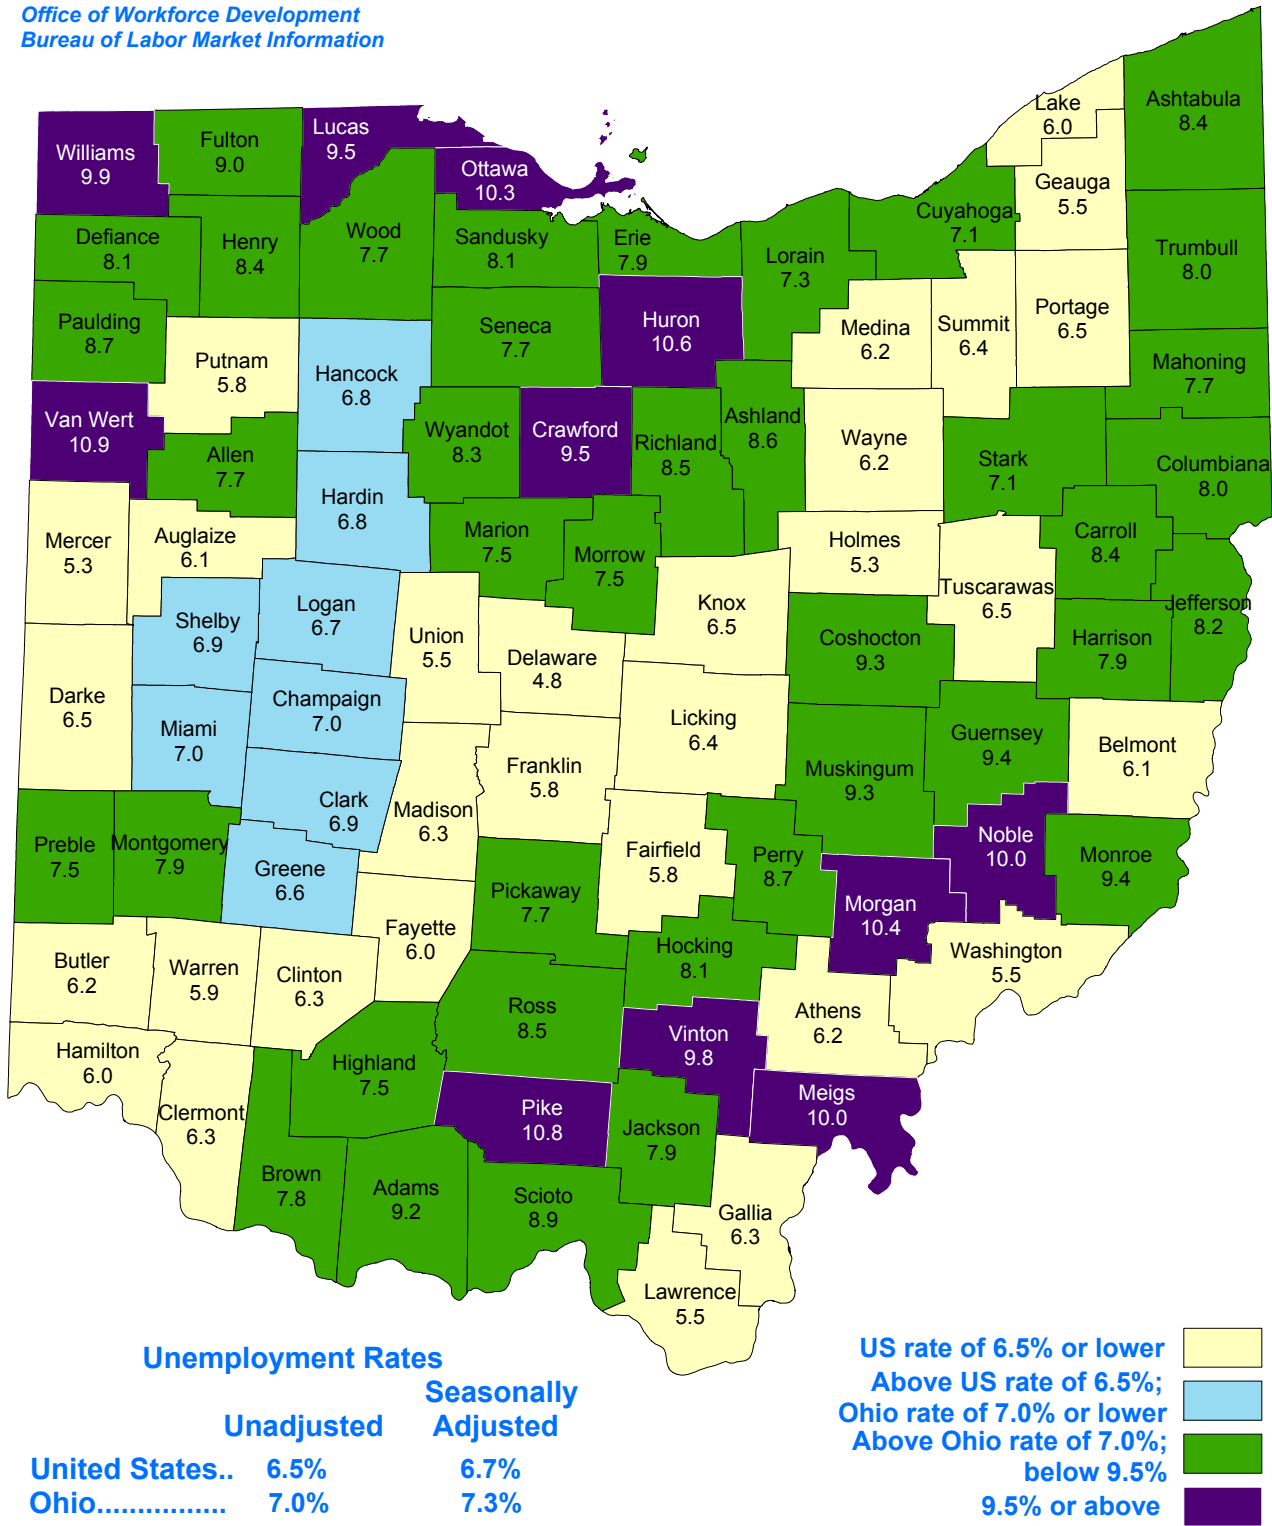 Office of Workforce Development
Bureau of Labor Market Information
Lake
6.0
Ashtabula
8.4
Williams
9.9
Fulton
9.0
Lucas
9.5
Ottawa
10.3
Geauga
5.5
Defiance
8.1
Henry
8.4
Wood
7.7
Sandusky
8.1
Erie
7.9
Lorain
7.3
Cuyahoga
7.1
Trumbull
8.0
Paulding
8.7
Putnam
5.8
Hancock
6.8
Seneca
7.7
Huron
10.6
Medina
6.2
Summit
6.4
Portage
6.5
Mahoning
7.7
Van Wert
10.9
Allen
7.7
Wyandot
8.3
Crawford
9.5
Richland
8.5
Ashland
8.6
Wayne
6.2
Stark
7.1
Columbiana
8.0
Mercer
5.3
Auglaize
6.1
Hardin
6.8
Marion
7.5
Morrow
7.5
Holmes
5.3
Carroll
8.4
Tuscarawas
6.5
Jefferson
8.2
Shelby
6.9
Logan
6.7
Union
5.5
Knox
6.5
Coshocton
9.3
Harrison
7.9
Delaware
4.8
Darke
6.5
Miami
7.0
Champaign
7.0
Licking
6.4
Guernsey
9.4
Belmont
6.1
Franklin
5.8
Muskingum
9.3
Clark
6.9
Madison
6.3
Preble
7.5
Montgomery
7.9
Greene
6.6
Fairfield
5.8
Perry
8.7
Noble
10.0
Monroe
9.4
Pickaway
7.7
Morgan
10.4
Fayette
6.0
Hocking
8.1
Washington
5.5
Butler
6.2
Warren
5.9
Clinton
6.3
Ross
8.5
Athens
6.2
Vinton
9.8
Hamilton
6.0
Highland
7.5
Meigs
10.0
Clermont
6.3
Pike
10.8
Jackson
7.9
Brown
7.8
Adams
9.2
Scioto
8.9
Gallia
6.3
Lawrence
5.5
Unemployment Rates
Seasonally
Unadjusted Adjusted
United States.. 6.5% 6.7%
Ohio................ 7.0% 7.3%
US rate of 6.5% or lower
Above US rate of 6.5%;
Ohio rate of 7.0% or lower
Above Ohio rate of 7.0%;
below 9.5%
9.5% or above